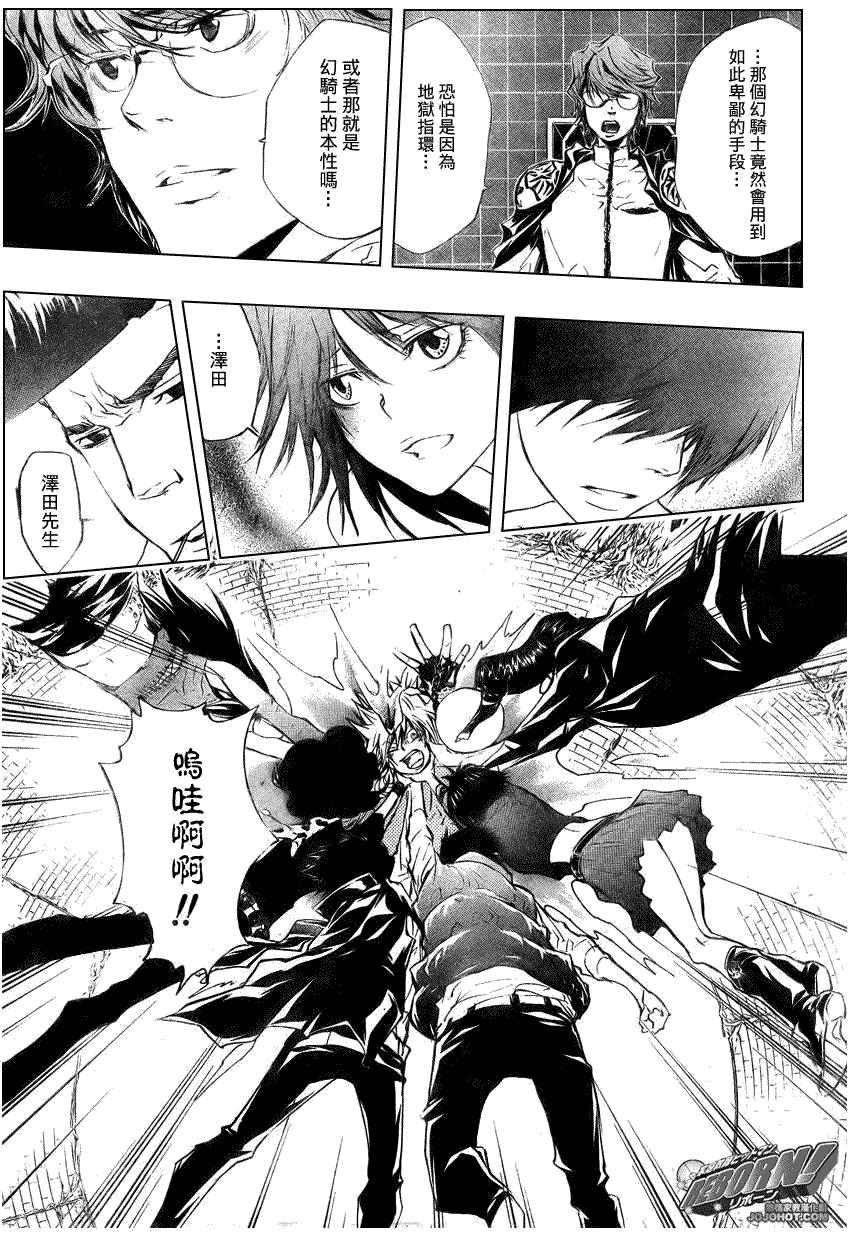 …那個幻騎士竟然會用到
如此卑鄙的手段…
恐怕是因為
地獄指環…
或者那就是
幻騎士的本性嗎…
…澤田
澤田先生
嗚哇啊啊!!
REBORN!
リボーン
JOJOHOT.COM